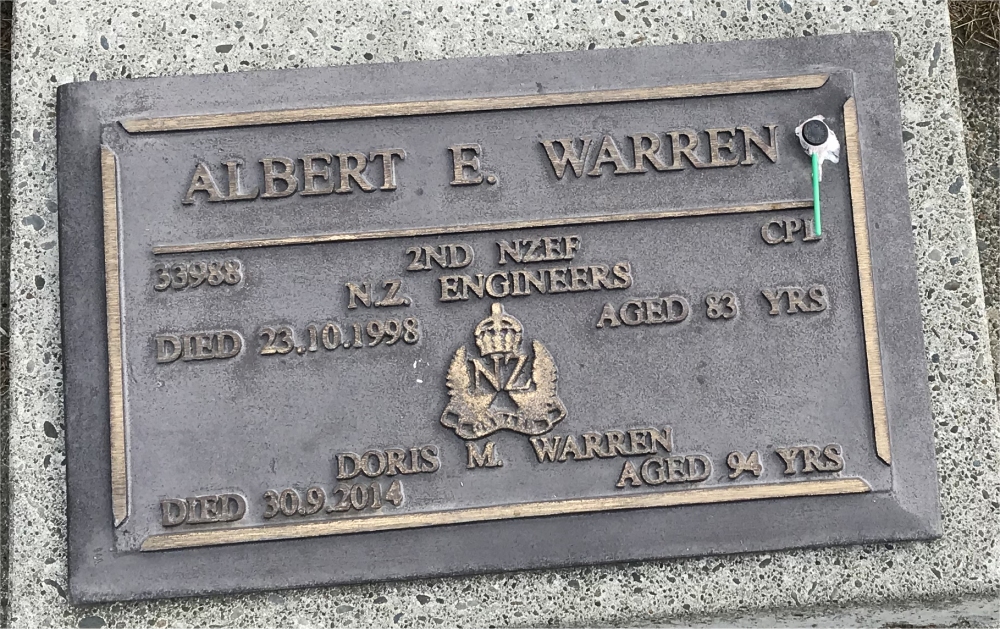 ALBERT E. WARREN
33988 2ND NZEF CPL
N.Z. ENGINEERS
DIED 23.10.1998 AGED 83 YRS
NZ
DORIS M. WARREN
DIED 30.9.2014 AGED 94 YRS